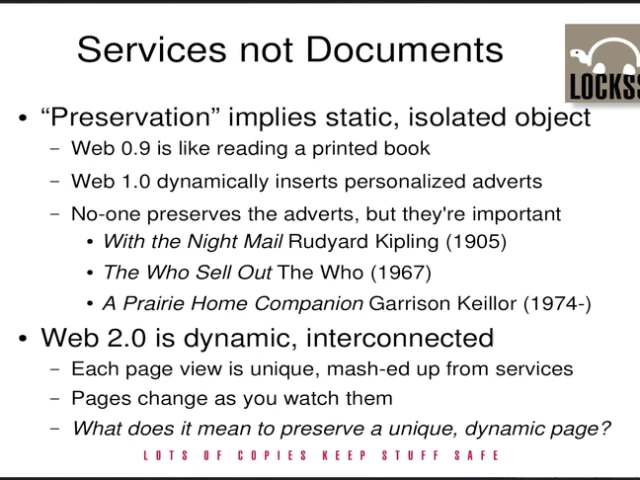 Services not Documents
LOCKSS
• “Preservation” implies static, isolated object
– Web 0.9 is like reading a printed book
– Web 1.0 dynamically inserts personalized adverts
– No-one preserves the adverts, but they're important
• With the Night Mail Rudyard Kipling (1905)
• The Who Sell Out The Who (1967)
• A Prairie Home Companion Garrison Keillor (1974-)
• Web 2.0 is dynamic, interconnected
– Each page view is unique, mash-ed up from services
– Pages change as you watch them
– What does it mean to preserve a unique, dynamic page?
LOTS OF COPIES KEEP STUFF SAFE